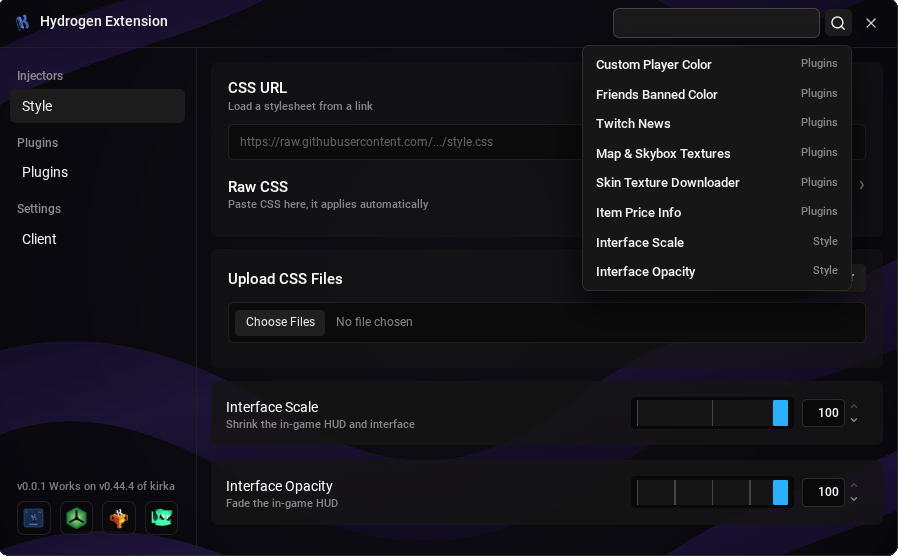 Hydrogen Extension
Injectors
Style
Plugins
Plugins
Settings
Client
v0.0.1 Works on v0.44.4 of kirka
CSS URL
Load a stylesheet from a link
https://raw.githubusercontent.com/.../style.css
Raw CSS
Paste CSS here, it applies automatically
Upload CSS Files
Choose Files No file chosen
Interface Scale
Shrink the in-game HUD and interface
100
Interface Opacity
Fade the in-game HUD
100
Custom Player Color Plugins
Friends Banned Color Plugins
Twitch News Plugins
Map & Skybox Textures Plugins
Skin Texture Downloader Plugins
Item Price Info Plugins
Interface Scale Style
Interface Opacity Style